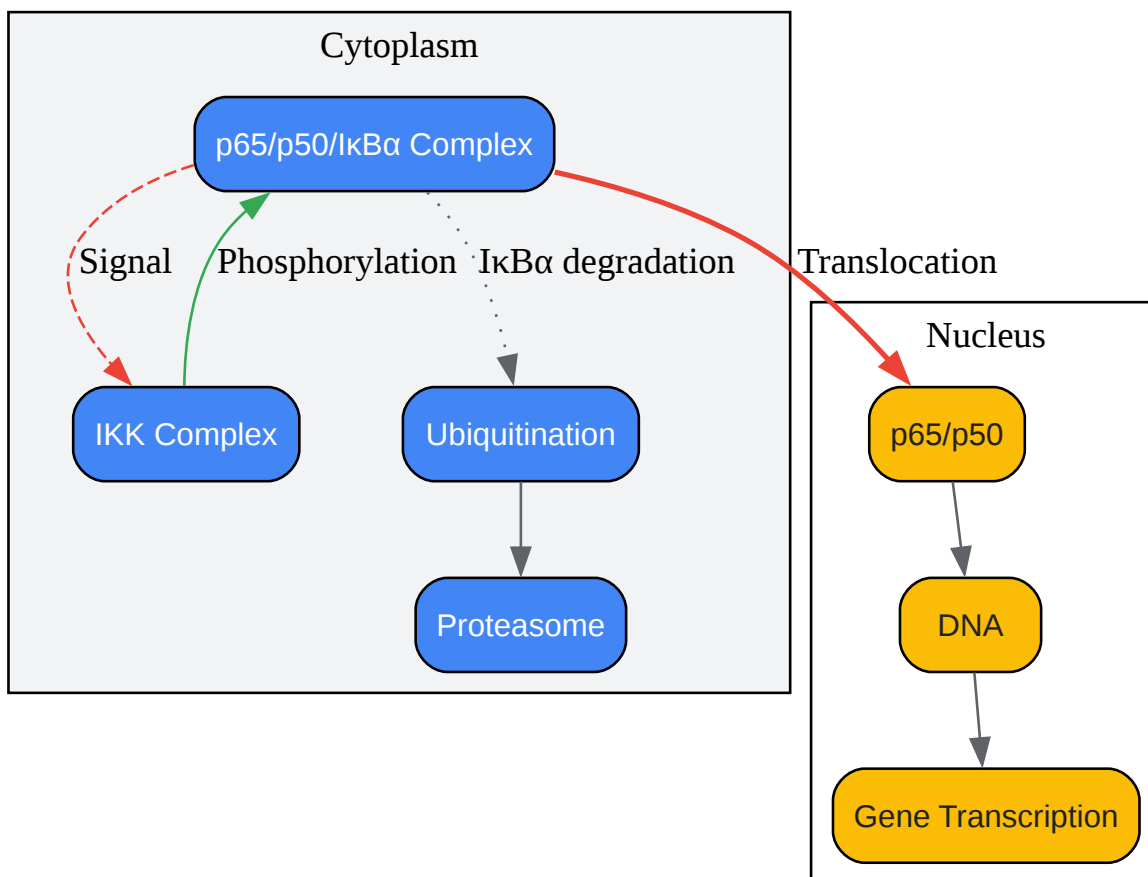 Cytoplasm
p65/p50/IκBα Complex
Signal
Phosphorylation
IκBα degradation
Translocation
Nucleus
IKK Complex
Ubiquitination
p65/p50
Proteasome
DNA
Gene Transcription